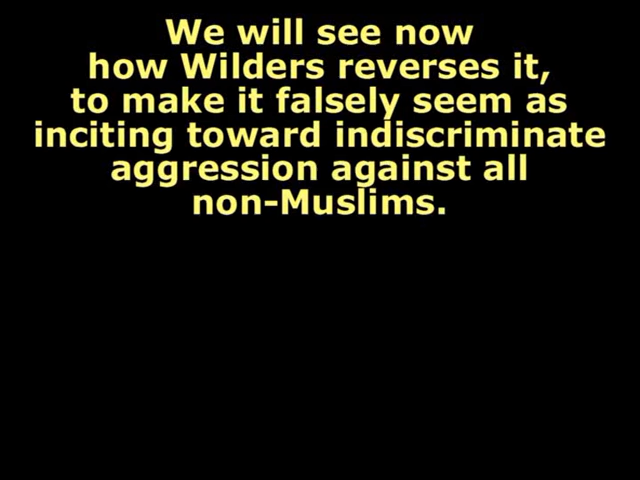 We will see now
how Wilders reverses it,
to make it falsely seem as
inciting toward indiscriminate
aggression against all
non-Muslims.